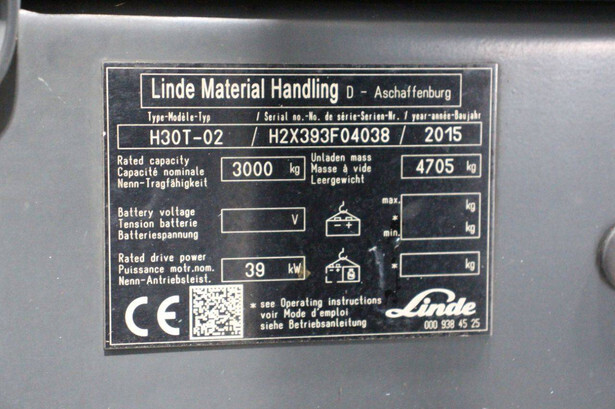 Linde Material Handling D - Aschaffenburg
Type-Modèle-Typ / Serial no.-No. de série-Serien-Nr. / year-année-Baujahr
H30T-02 / H2X393F04038 / 2015
Rated capacity
Capacité nominale
Nenn-Tragfähigkeit
3000 kg
Unladen mass
Masse à vide
Leergewicht
4705 kg
Battery voltage
Tension batterie
Batteriespannung
V
- +
max. kg
*
min. kg
Rated drive power
Puissance motr.nom.
Nenn-Antriebsleist.
39 kW
* kg
CE
* see Operating instructions
voir Mode d'emploi
siehe Betriebsanleitung
Linde
000 938 45 25